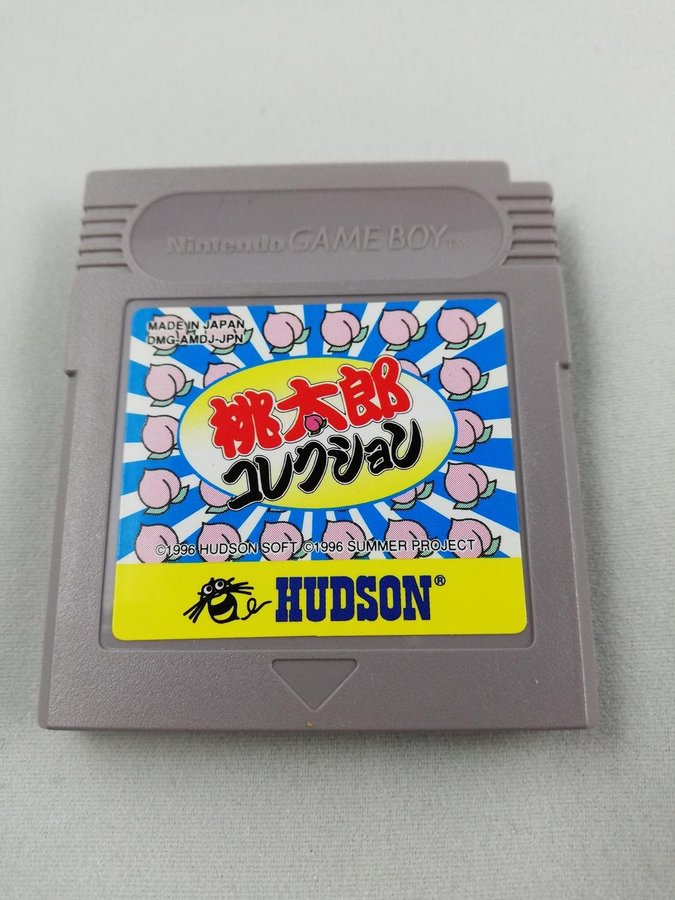 Nintendo GAME BOY™
MADE IN JAPAN
DMG-AMDJ-JPN
桃太郎
コレクション
©1996 HUDSON SOFT ©1996 SUMMER PROJECT
HUDSON®